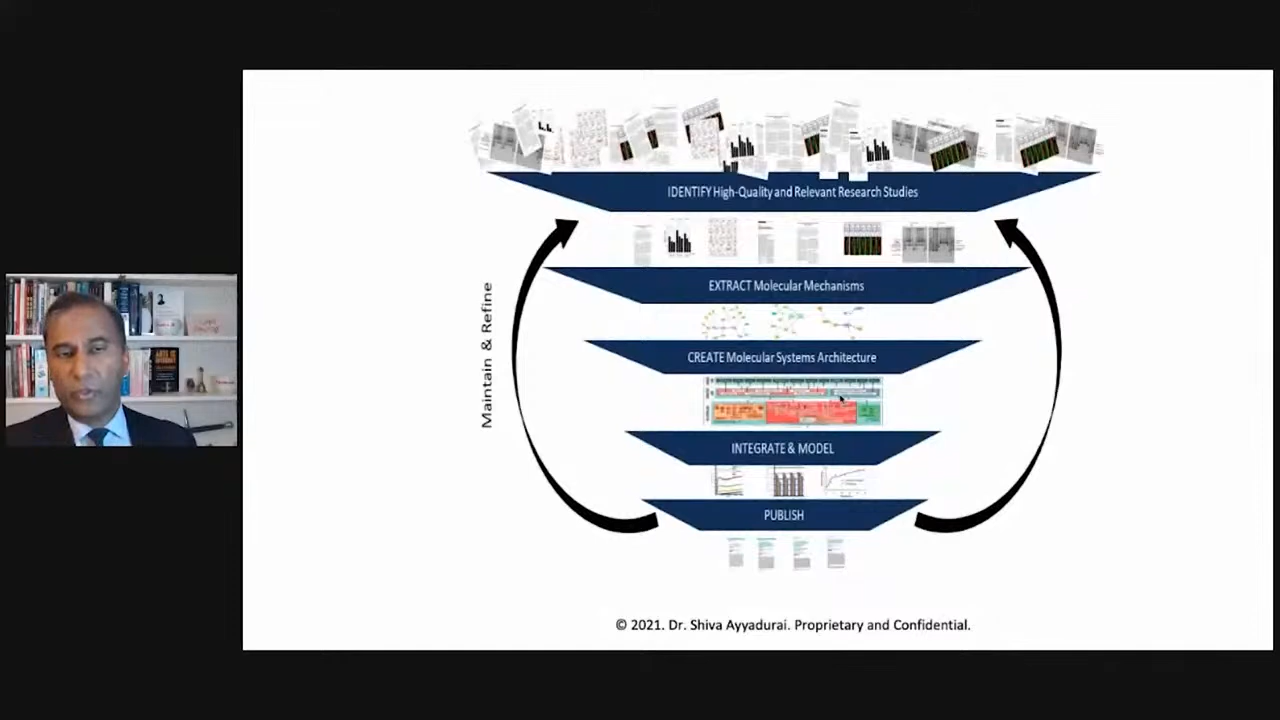 IDENTIFY High-Quality and Relevant Research Studies
EXTRACT Molecular Mechanisms
CREATE Molecular Systems Architecture
INTEGRATE & MODEL
PUBLISH
Maintain & Refine
© 2021. Dr. Shiva Ayyadurai. Proprietary and Confidential.